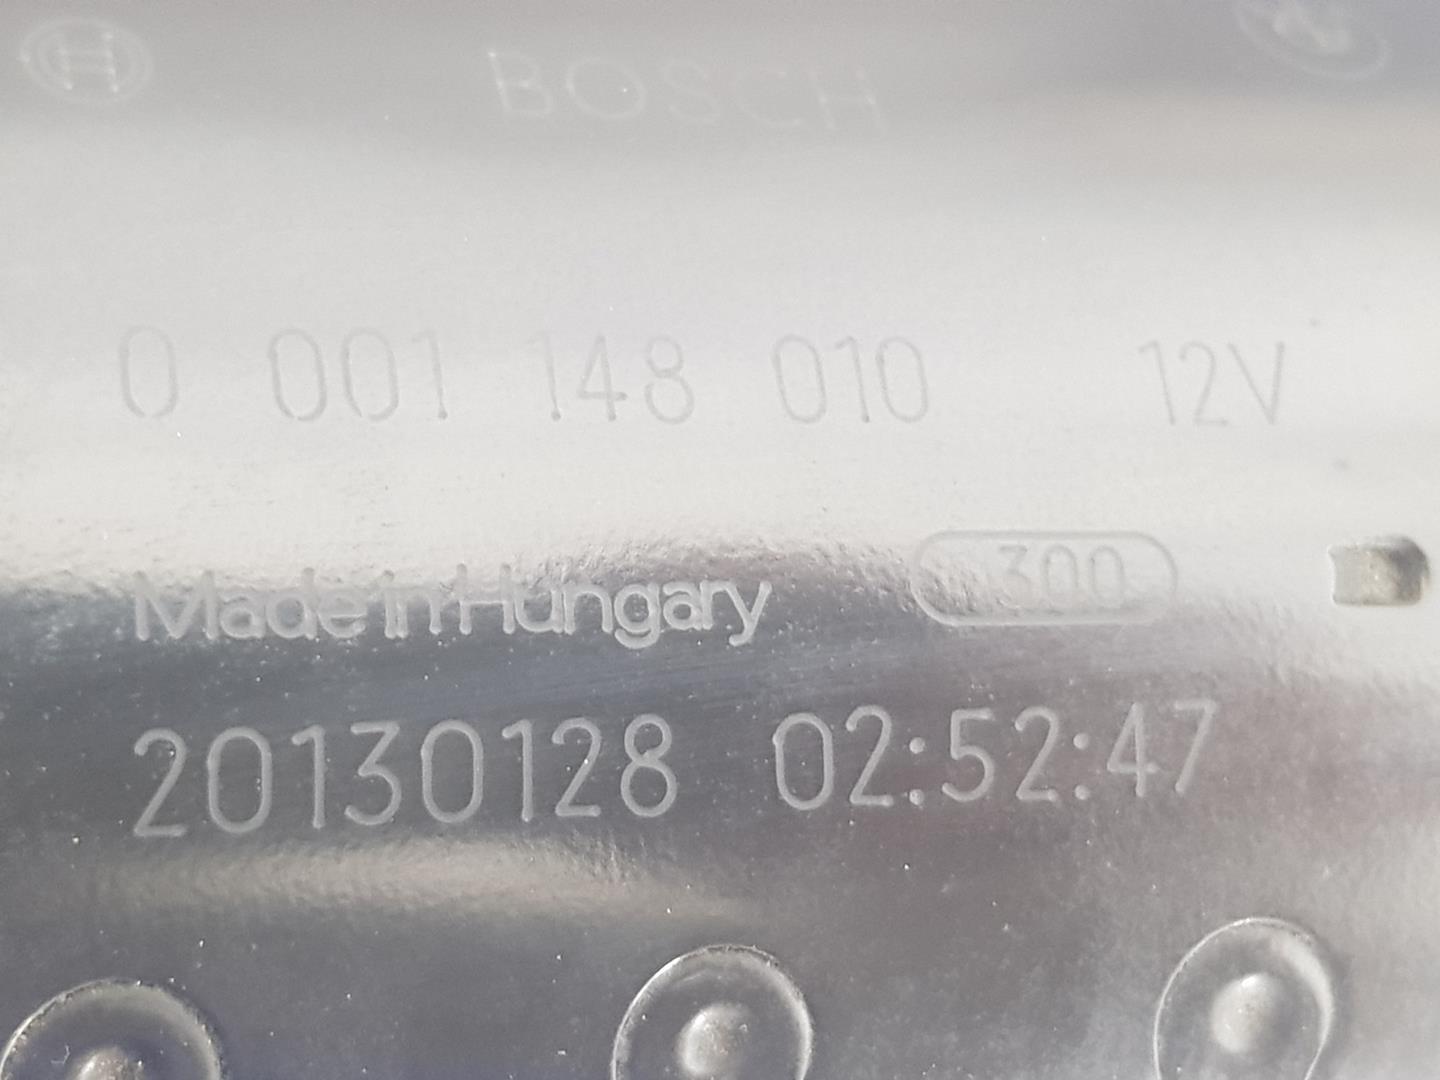 BOSCH
0 001 148 010 12V
Made in Hungary 300
20130128 02:52:47